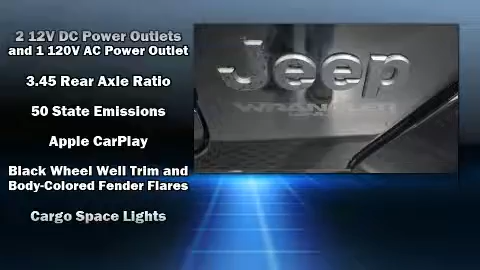 2 12V DC Power Outlets
and 1 120V AC Power Outlet
3.45 Rear Axle Ratio
50 State Emissions
Apple CarPlay
Black Wheel Well Trim and
Body-Colored Fender Flares
Cargo Space Lights
Jeep
WRANGLER